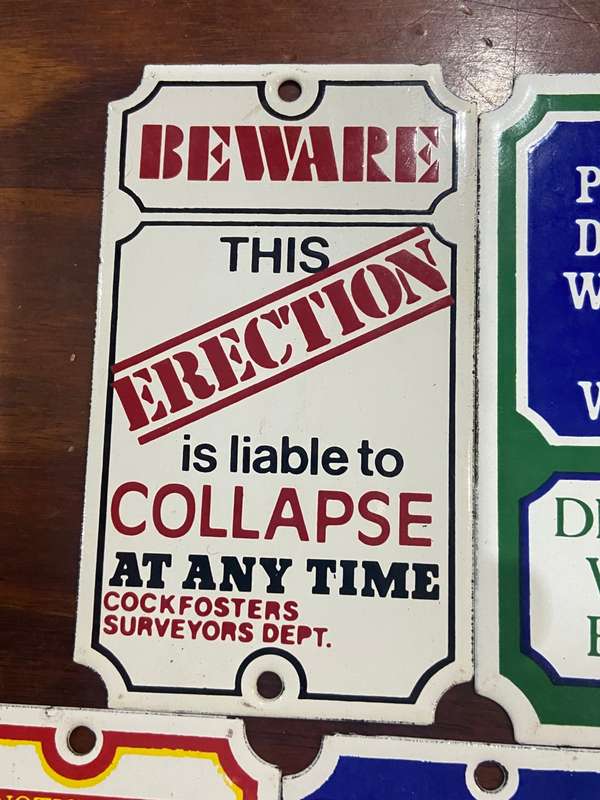 BEWARE
THIS
ERECTION
is liable to
COLLAPSE
AT ANY TIME
COCKFOSTERS
SURVEYORS DEPT.